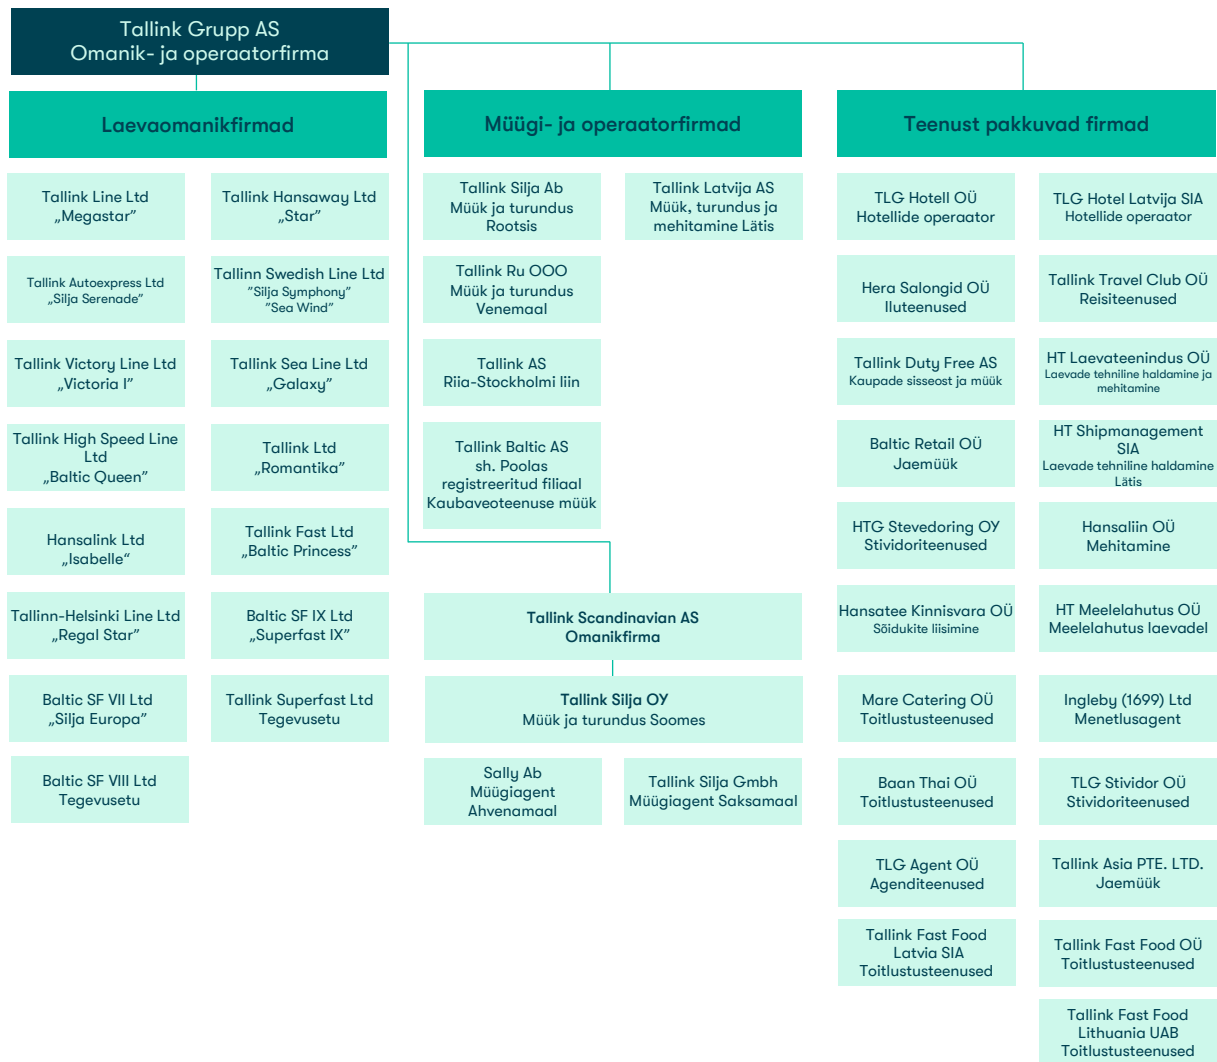 Tallink Grupp AS
Omanik- ja operaatorfirma
Laevaomanikfirmad
Tallink Line Ltd
„Megastar”
Tallink Hansaway Ltd
„Star”
Tallink Autoexpress Ltd
„Silja Serenade”
Tallinn Swedish Line Ltd
”Silja Symphony”
”Sea Wind”
Tallink Victory Line Ltd
„Victoria I”
Tallink Sea Line Ltd
„Galaxy”
Tallink High Speed Line
Ltd
„Baltic Queen”
Tallink Ltd
„Romantika”
Hansalink Ltd
„Isabelle“
Tallink Fast Ltd
„Baltic Princess”
Tallinn-Helsinki Line Ltd
„Regal Star”
Baltic SF IX Ltd
„Superfast IX”
Baltic SF VII Ltd
„Silja Europa”
Tallink Superfast Ltd
Tegevusetu
Baltic SF VIII Ltd
Tegevusetu
Müügi- ja operaatorfirmad
Tallink Silja Ab
Müük ja turundus
Rootsis
Tallink Latvija AS
Müük, turundus ja
mehitamine Lätis
Tallink Ru OOO
Müük ja turundus
Venemaal
Tallink AS
Riia-Stockholmi liin
Tallink Baltic AS
sh. Poolas
registreeritud filiaal
Kaubaveoteenuse müük
Tallink Scandinavian AS
Omanikfirma
Tallink Silja OY
Müük ja turundus Soomes
Sally Ab
Müügiagent
Ahvenamaal
Tallink Silja Gmbh
Müügiagent Saksamaal
Teenust pakkuvad firmad
TLG Hotell OÜ
Hotellide operaator
TLG Hotel Latvija SIA
Hotellide operaator
Hera Salongid OÜ
Iluteenused
Tallink Travel Club OÜ
Reisiteenused
Tallink Duty Free AS
Kaupade sisseost ja müük
HT Laevateenindus OÜ
Laevade tehniline haldamine ja
mehitamine
Baltic Retail OÜ
Jaemüük
HT Shipmanagement
SIA
Laevade tehniline haldamine
Lätis
HTG Stevedoring OY
Stividoriteenused
Hansaliin OÜ
Mehitamine
Hansatee Kinnisvara OÜ
Sõidukite liisimine
HT Meelelahutus OÜ
Meelelahutus laevadel
Mare Catering OÜ
Toitlustusteenused
Ingleby (1699) Ltd
Menetlusagent
Baan Thai OÜ
Toitlustusteenused
TLG Stividor OÜ
Stividoriteenused
TLG Agent OÜ
Agenditeenused
Tallink Asia PTE. LTD.
Jaemüük
Tallink Fast Food
Latvia SIA
Toitlustusteenused
Tallink Fast Food OÜ
Toitlustusteenused
Tallink Fast Food
Lithuania UAB
Toitlustusteenused